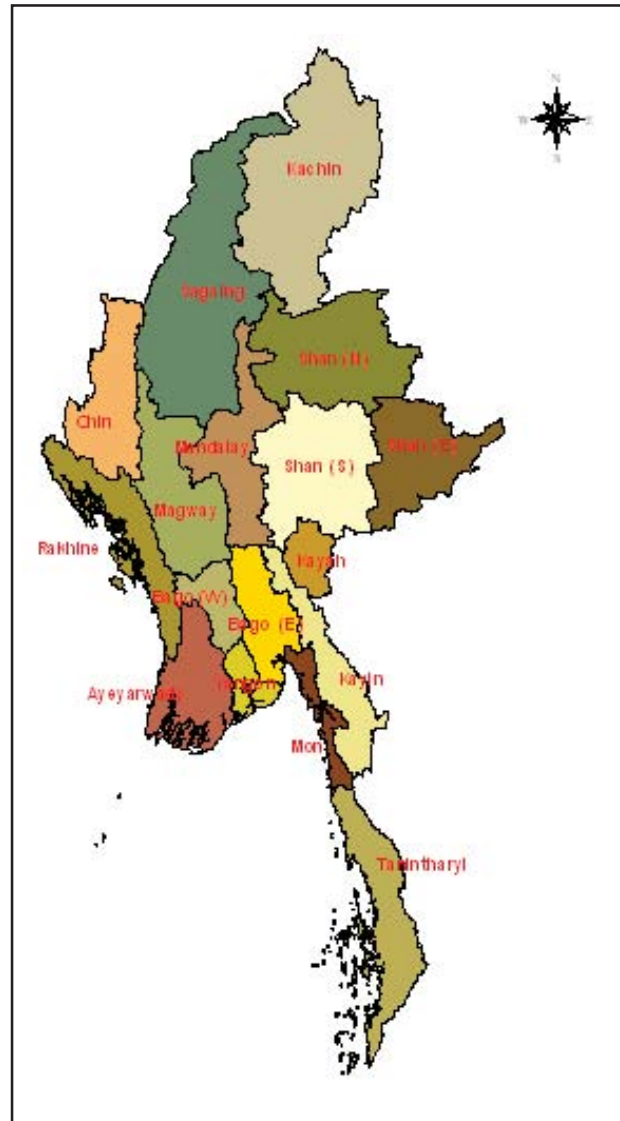 N
W E
S
Kachin
Sagaing
Shan (N)
Chin
Mandalay
Shan (E)
Shan (S)
Magway
Rakhine
Kayah
Bago (W)
Bago (E)
Yangon
Kayin
Ayeyarwady
Mon
Tanintharyi